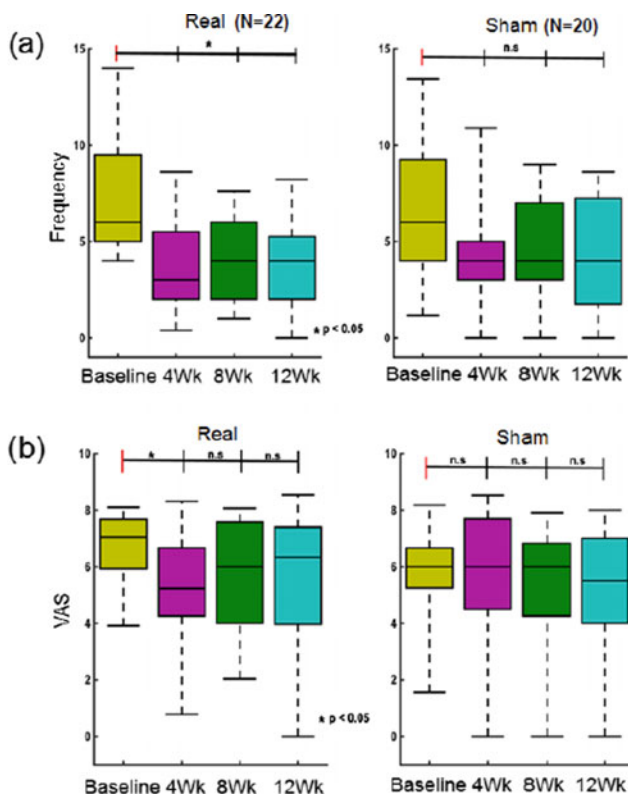 (a)
Real (N=22)
Sham (N=20)
*
n.s
15
10
5
0
Frequency
* p < 0.05
Baseline 4Wk 8Wk 12Wk
15
10
5
0
Baseline 4Wk 8Wk 12Wk
(b)
Real
Sham
* n.s n.s
n.s n.s n.s
10
8
6
4
2
0
VAS
* p < 0.05
Baseline 4Wk 8Wk 12Wk
10
8
6
4
2
0
Baseline 4Wk 8Wk 12Wk